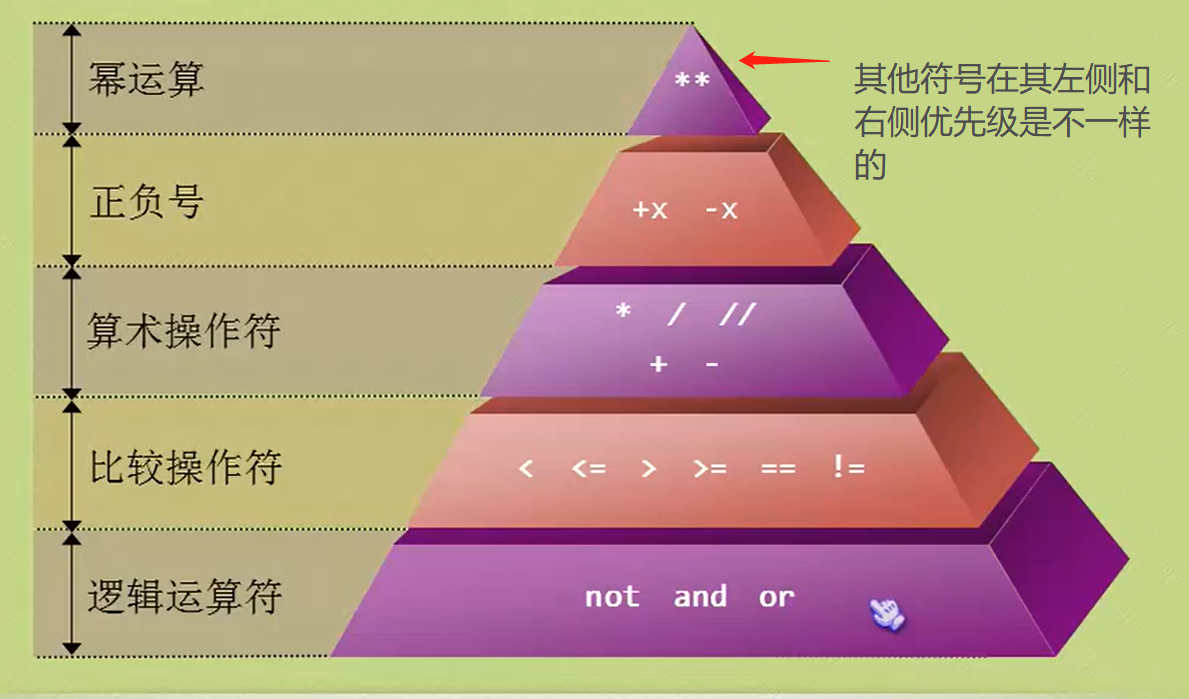 幂运算
**
其他符号在其左侧和
右侧优先级是不一样
的
正负号
+x -x
算术操作符
* / //
+ -
比较操作符
< <= > >= == !=
逻辑运算符
not and or